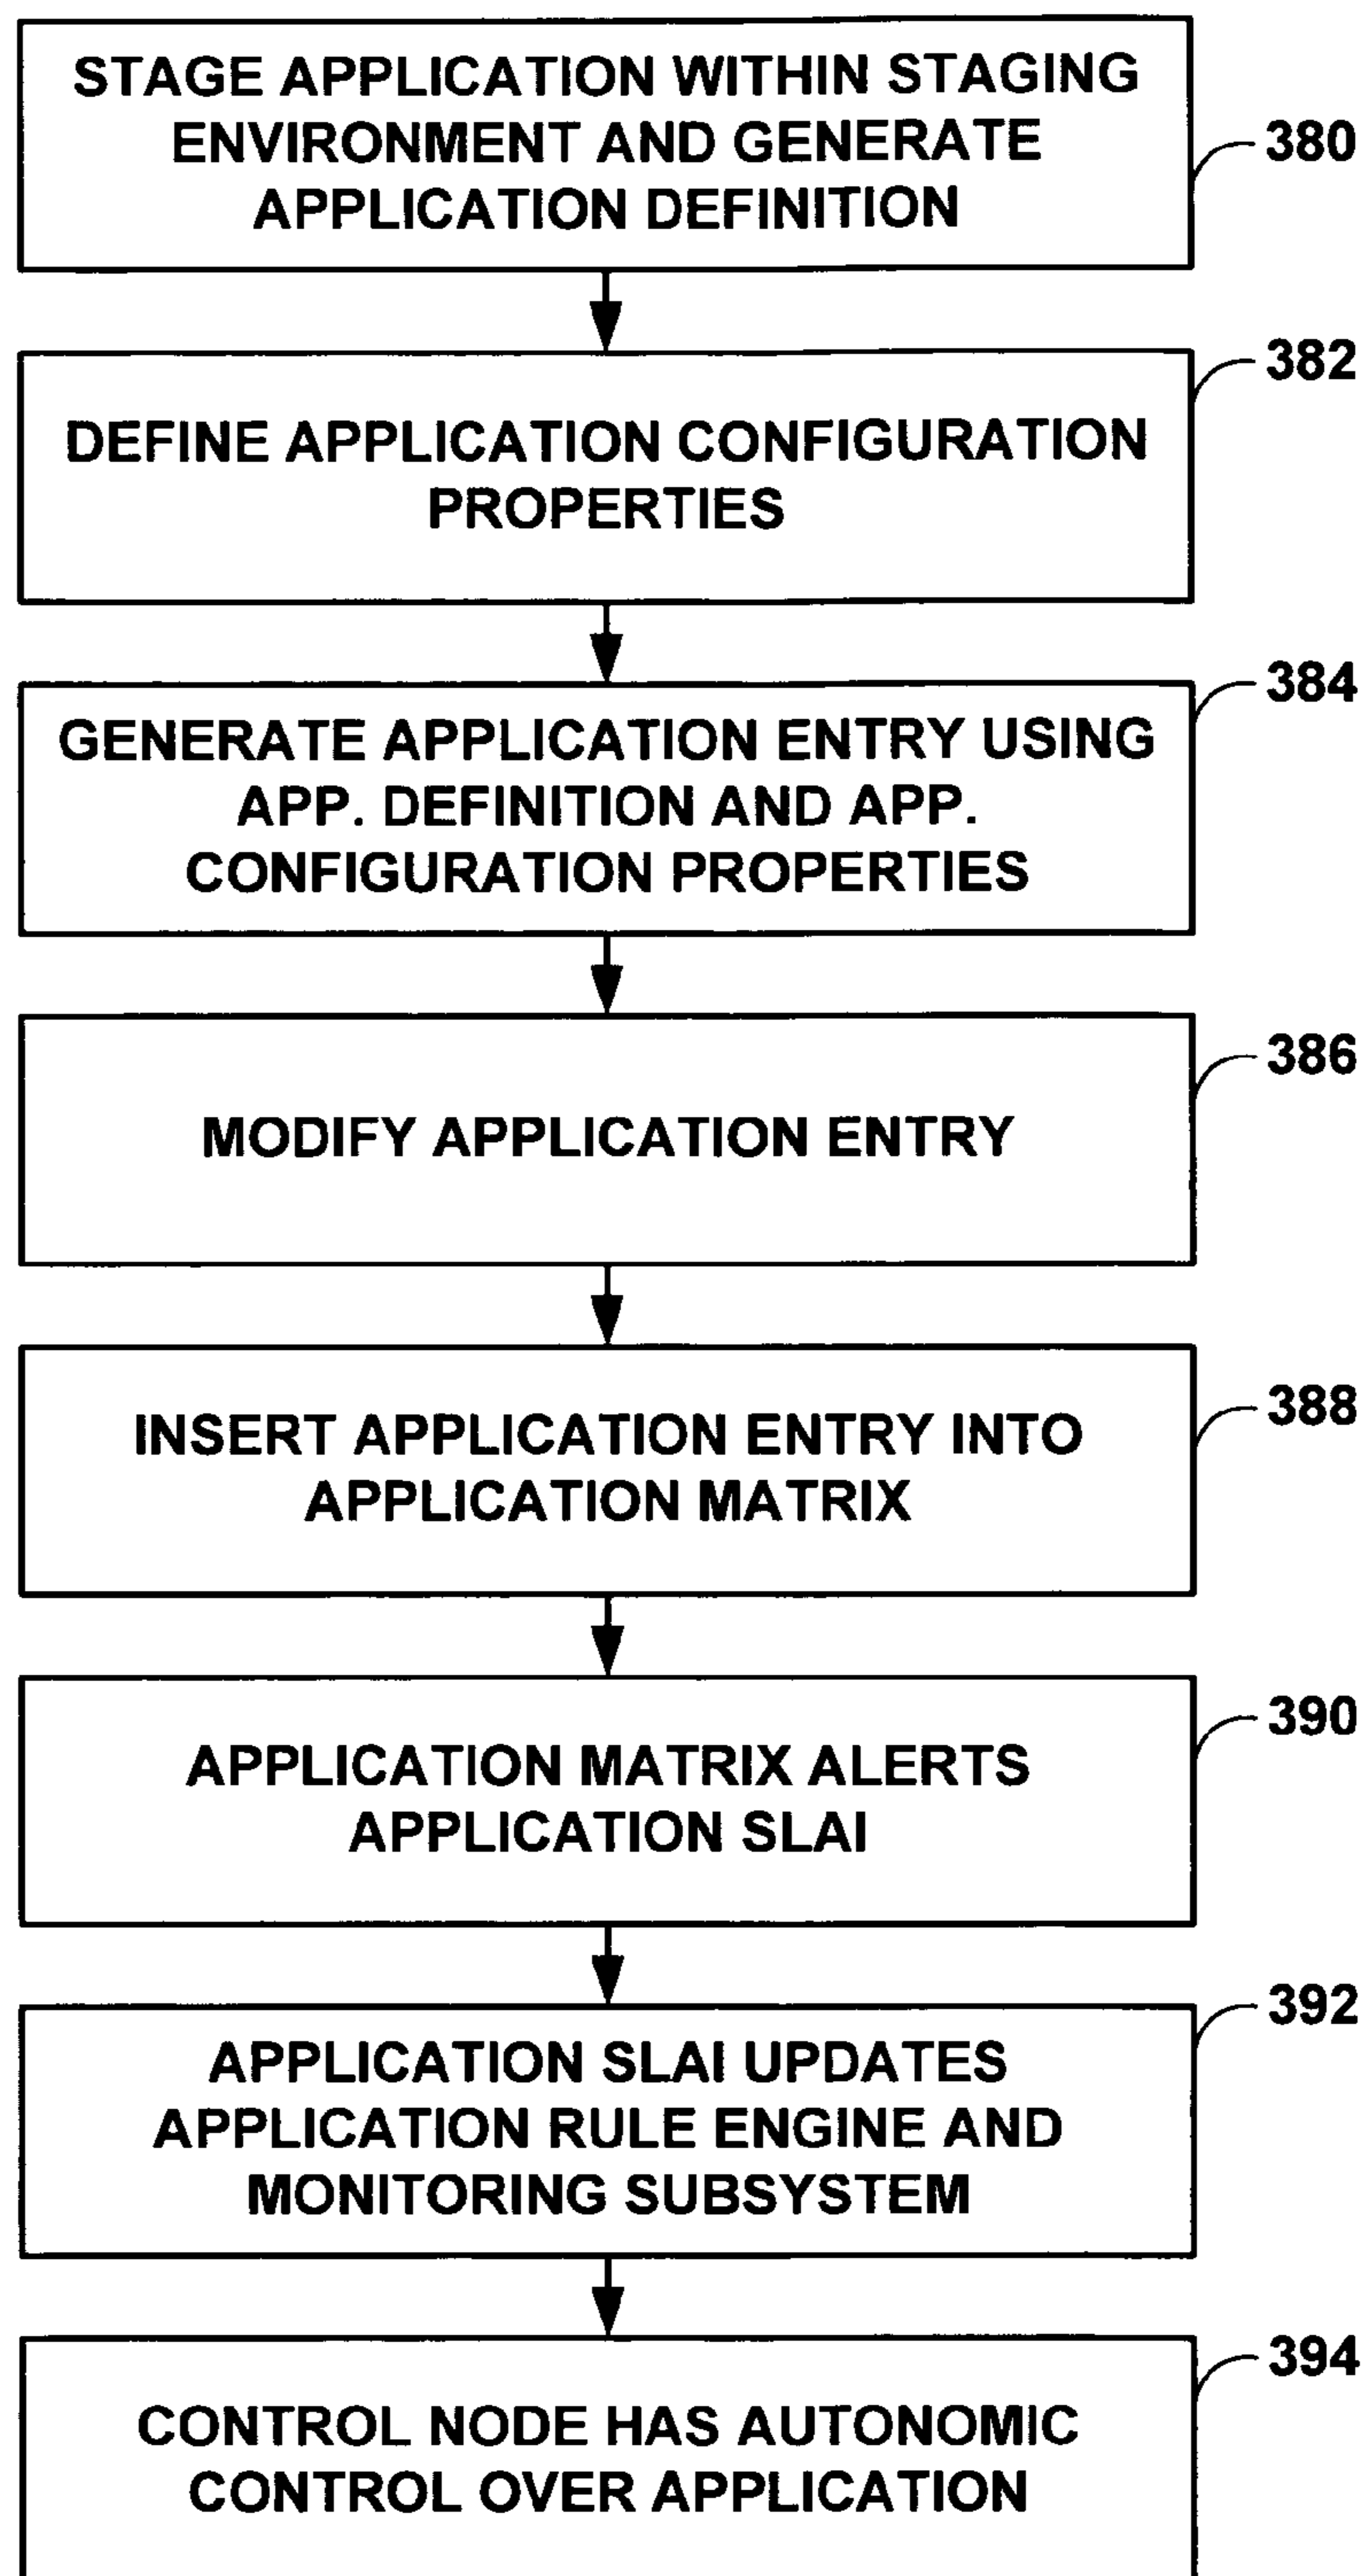 STAGE APPLICATION WITHIN STAGING
ENVIRONMENT AND GENERATE
APPLICATION DEFINITION
380
382
DEFINE APPLICATION CONFIGURATION
PROPERTIES
384
GENERATE APPLICATION ENTRY USING
APP. DEFINITION AND APP.
CONFIGURATION PROPERTIES
386
MODIFY APPLICATION ENTRY
388
INSERT APPLICATION ENTRY INTO
APPLICATION MATRIX
390
APPLICATION MATRIX ALERTS
APPLICATION SLAI
392
APPLICATION SLAI UPDATES
APPLICATION RULE ENGINE AND
MONITORING SUBSYSTEM
394
CONTROL NODE HAS AUTONOMIC
CONTROL OVER APPLICATION